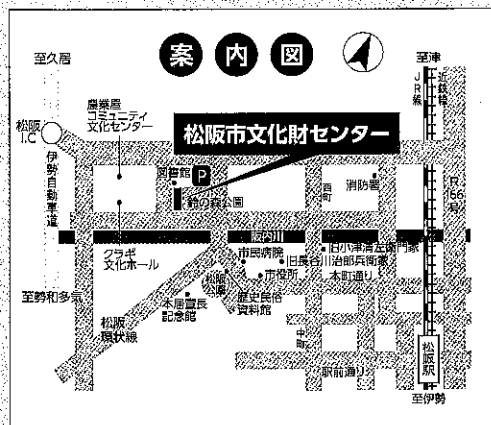 案内図
至久居
至津
JR線
近鉄線
農業屋
コミュニティ
文化センター
松阪
I.C
伊勢自動車道
松阪市文化財センター
図書館
P
鈴の森公園
西町
消防署
R
56号
阪内川
クラギ
文化ホール
市民病院
旧小津清左衛門家
旧長谷川治部兵衛家
市役所
本町通り
松阪
公園
至勢和多気
本居宣長
記念館
歴史民俗
資料館
松阪
環状線
中町
松阪駅
駅前通り
至伊勢